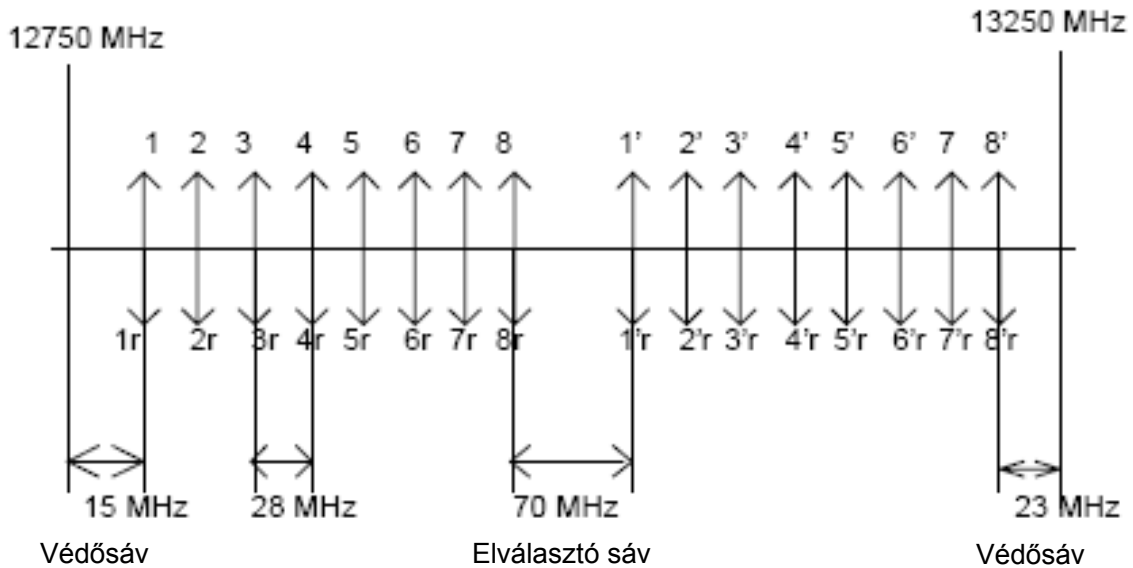 12750 MHz 13250 MHz
1 2 3 4 5 6 7 8 1' 2' 3' 4' 5' 6' 7 8'
1r 2r 3r 4r 5r 6r 7r 8r 1'r 2'r 3'r 4'r 5'r 6'r 7'r 8'r
15 MHz 28 MHz 70 MHz 23 MHz
Védősáv Elválasztó sáv Védősáv